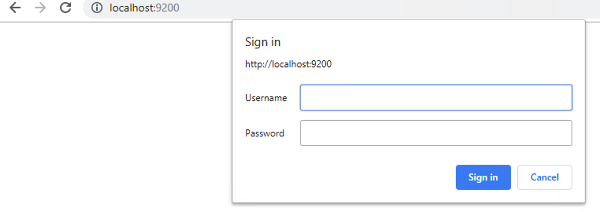 localhost:9200
Sign in
http://localhost:9200
Username
Password
Sign in Cancel